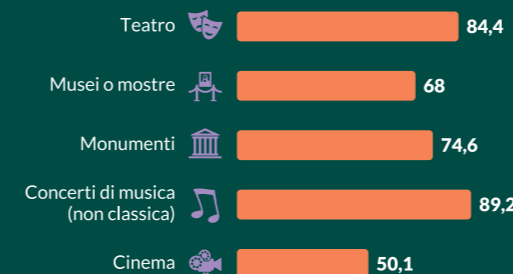 Teatro 84,4
Musei o mostre 68
Monumenti 74,6
Concerti di musica
(non classica) 89,2
Cinema 50,1